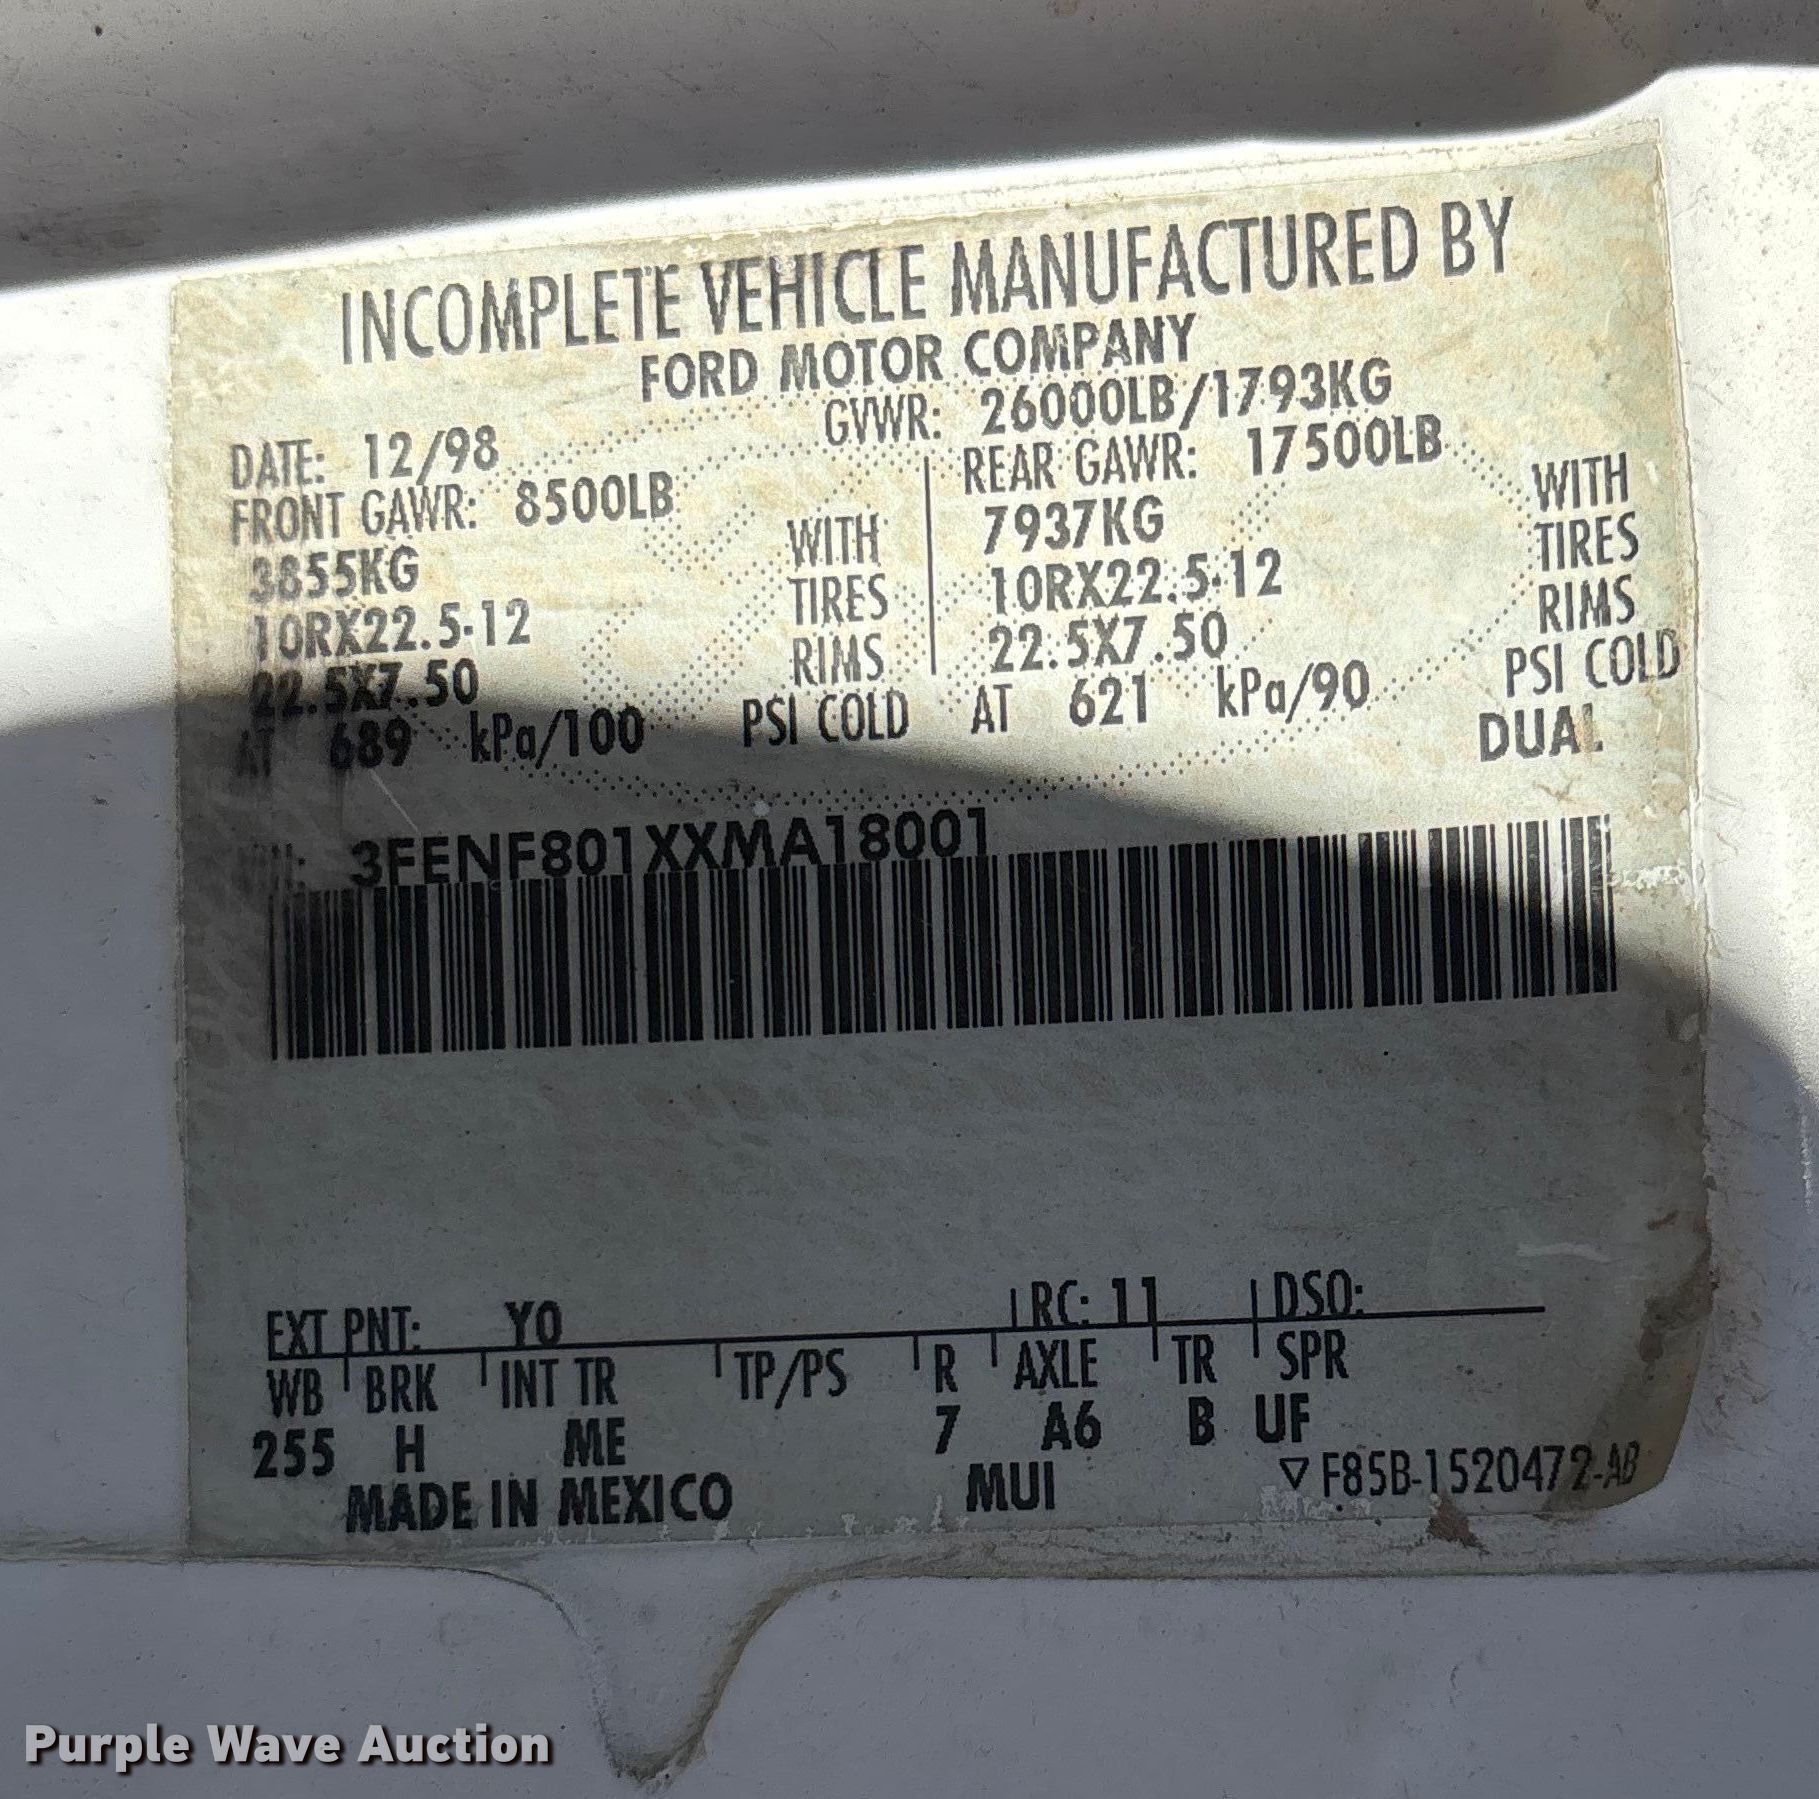 INCOMPLETE VEHICLE MANUFACTURED BY
FORD MOTOR COMPANY
DATE: 12/98 GVWR: 26000LB/1793KG
FRONT GAWR: 8500LB REAR GAWR: 17500LB
3855KG WITH 7937KG WITH
10RX22.5-12 TIRES 10RX22.5-12 TIRES
22.5X7.50 RIMS 22.5X7.50 RIMS
AT 689 kPa/100 PSI COLD AT 621 kPa/90 PSI COLD
DUAL
3FENF801XXMA18001
EXT PNT: YO RC: 11 DSO:
WB BRK INT TR TP/PS R AXLE TR SPR
255 H ME 7 A6 B UF
MADE IN MEXICO MUI ▽ F85B-1520472-AB
Purple Wave Auction